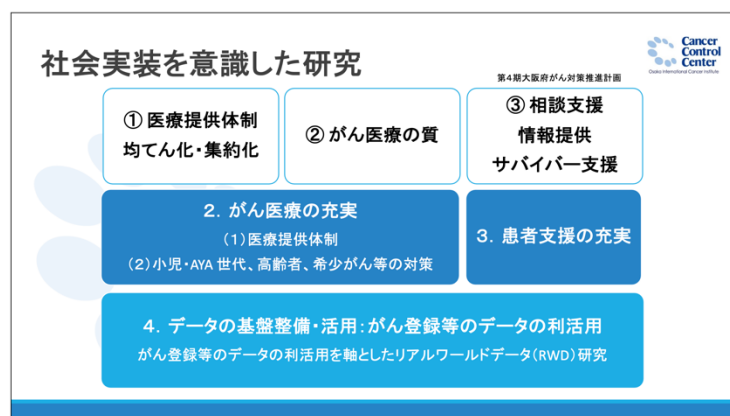 社会実装を意識した研究
Cancer
Control
Center
Osaka International Cancer Institute
第4期大阪府がん対策推進計画
① 医療提供体制
均てん化・集約化
② がん医療の質
③ 相談支援
情報提供
サバイバー支援
2．がん医療の充実
（1）医療提供体制
（2）小児・AYA 世代、高齢者、希少がん等の対策
3．患者支援の充実
4．データの基盤整備・活用：がん登録等のデータの利活用
がん登録等のデータの利活用を軸としたリアルワールドデータ（RWD）研究